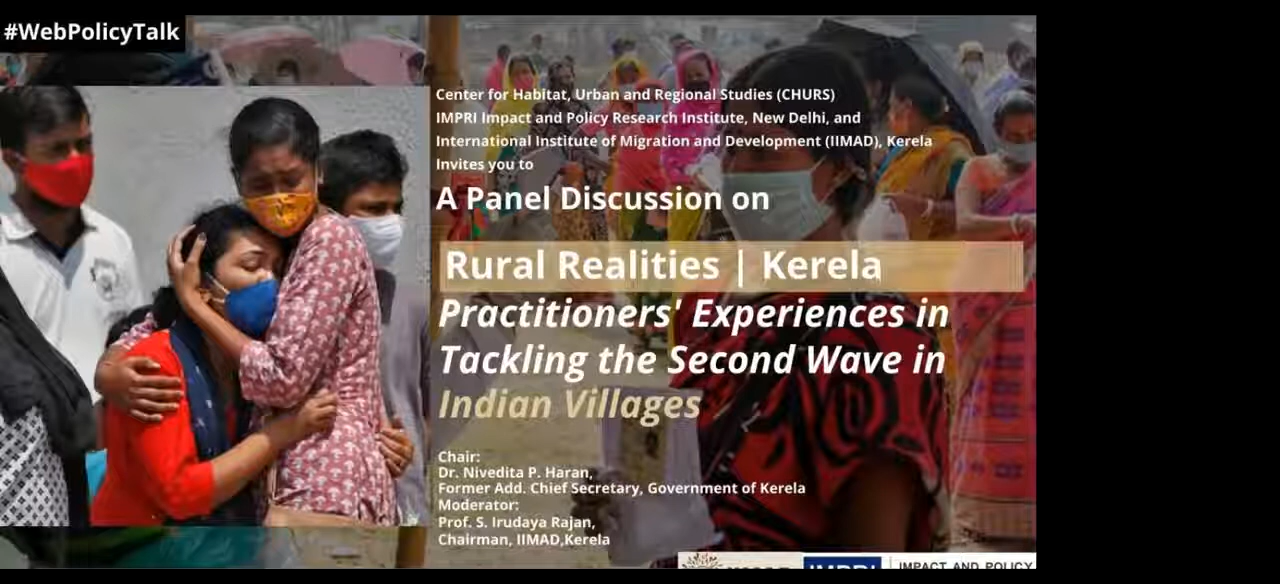 #WebPolicyTalk
Center for Habitat, Urban and Regional Studies (CHURS)
IMPRI Impact and Policy Research Institute, New Delhi, and
International Institute of Migration and Development (IIMAD), Kerela
Invites you to
A Panel Discussion on
Rural Realities | Kerela
Practitioners' Experiences in
Tackling the Second Wave in
Indian Villages
Chair:
Dr. Nivedita P. Haran,
Former Add. Chief Secretary, Government of Kerela
Moderator:
Prof. S. Irudaya Rajan,
Chairman, IIMAD,Kerela
IMPRI IMPACT AND POLICY